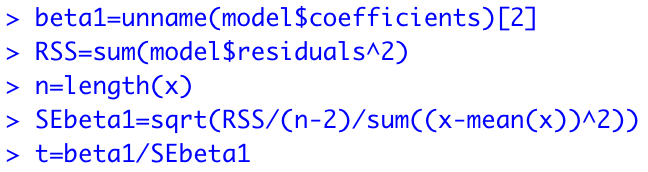 > beta1=unname(model$coefficients)[2]
> RSS=sum(model$residuals^2)
> n=length(x)
> SEbeta1=sqrt(RSS/(n-2)/sum((x-mean(x))^2))
> t=beta1/SEbeta1